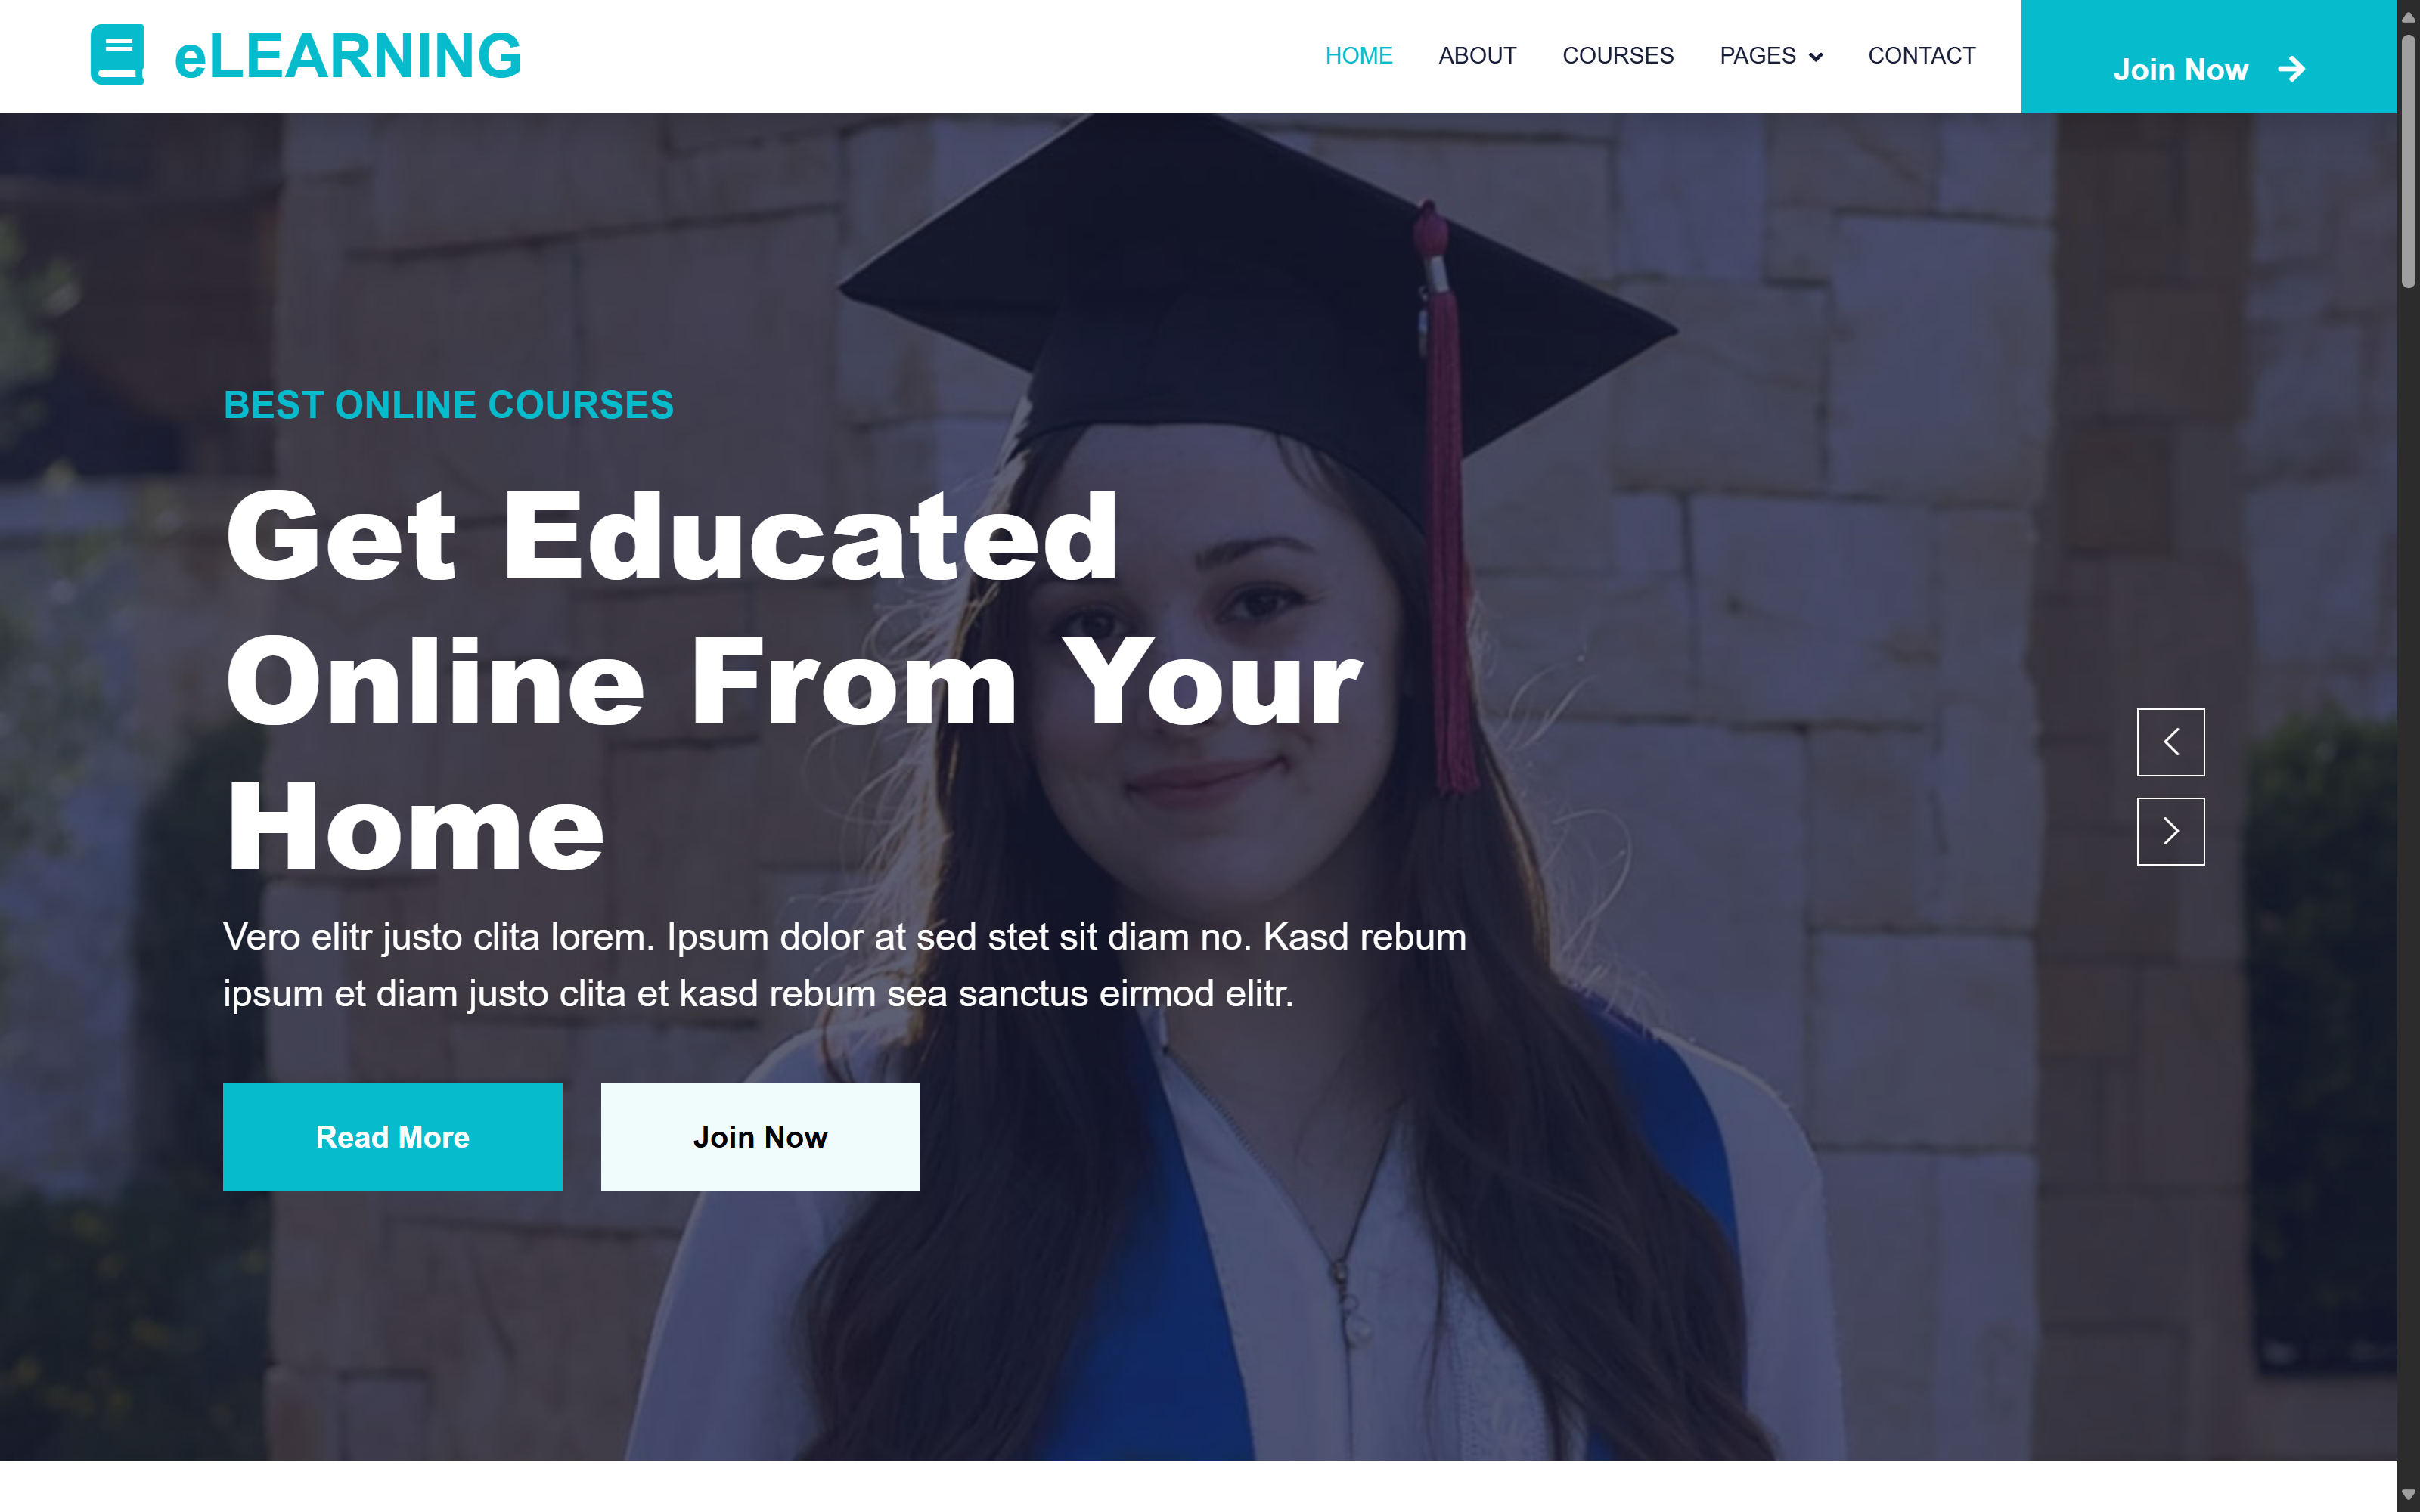 eLEARNING
HOME ABOUT COURSES PAGES CONTACT
Join Now
BEST ONLINE COURSES
Get Educated
Online From Your
Home
Vero elitr justo clita lorem. Ipsum dolor at sed stet sit diam no. Kasd rebum
ipsum et diam justo clita et kasd rebum sea sanctus eirmod elitr.
Read More
Join Now